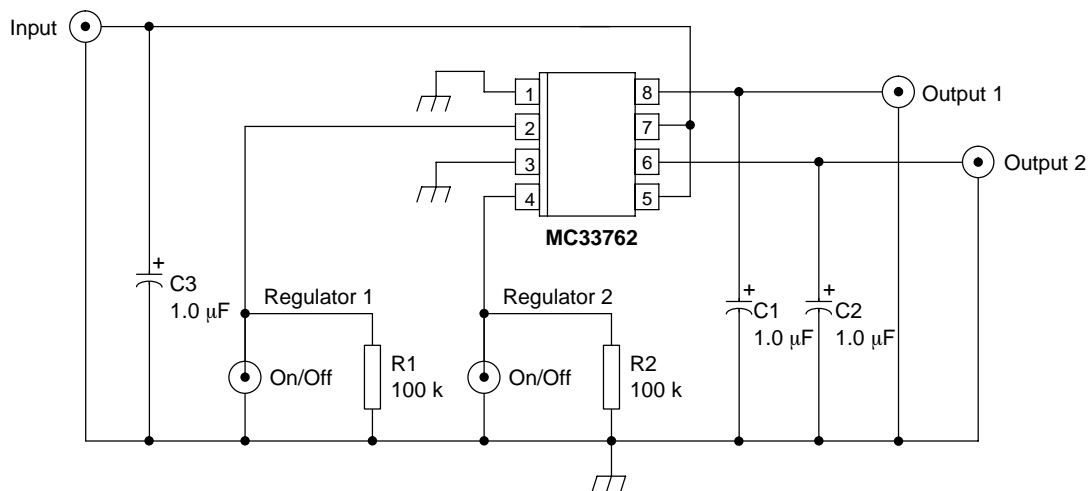 Input
1
2
3
4
8
7
6
5
MC33762
Output 1
Output 2
C3
1.0 μF
Regulator 1
On/Off
R1
100 k
Regulator 2
On/Off
R2
100 k
+
C1
1.0 μF
+
C2
1.0 μF
+